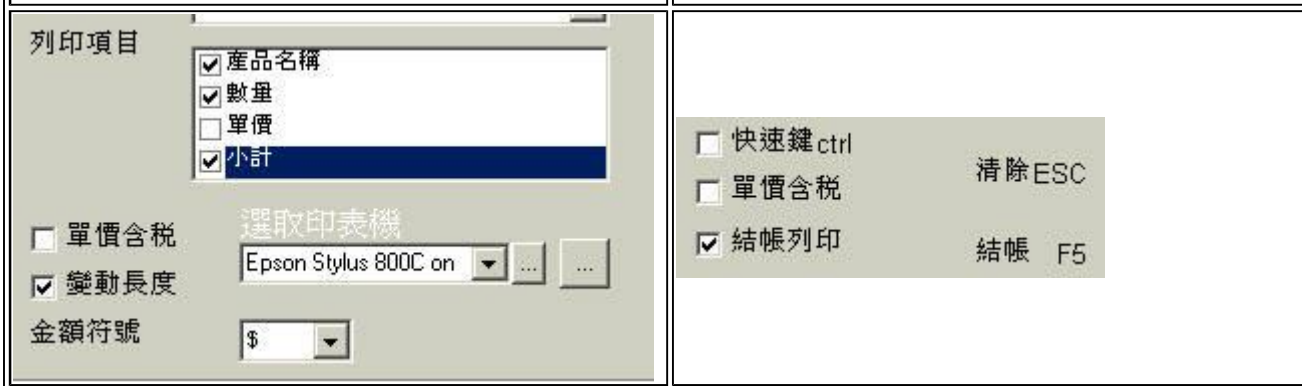 列印項目
產品名稱
數量
單價
小計
單價含稅
選取印表機
Epson Stylus 800C on
... ...
變動長度
金額符號
$
快速鍵ctrl
清除ESC
單價含稅
結帳列印
結帳 F5